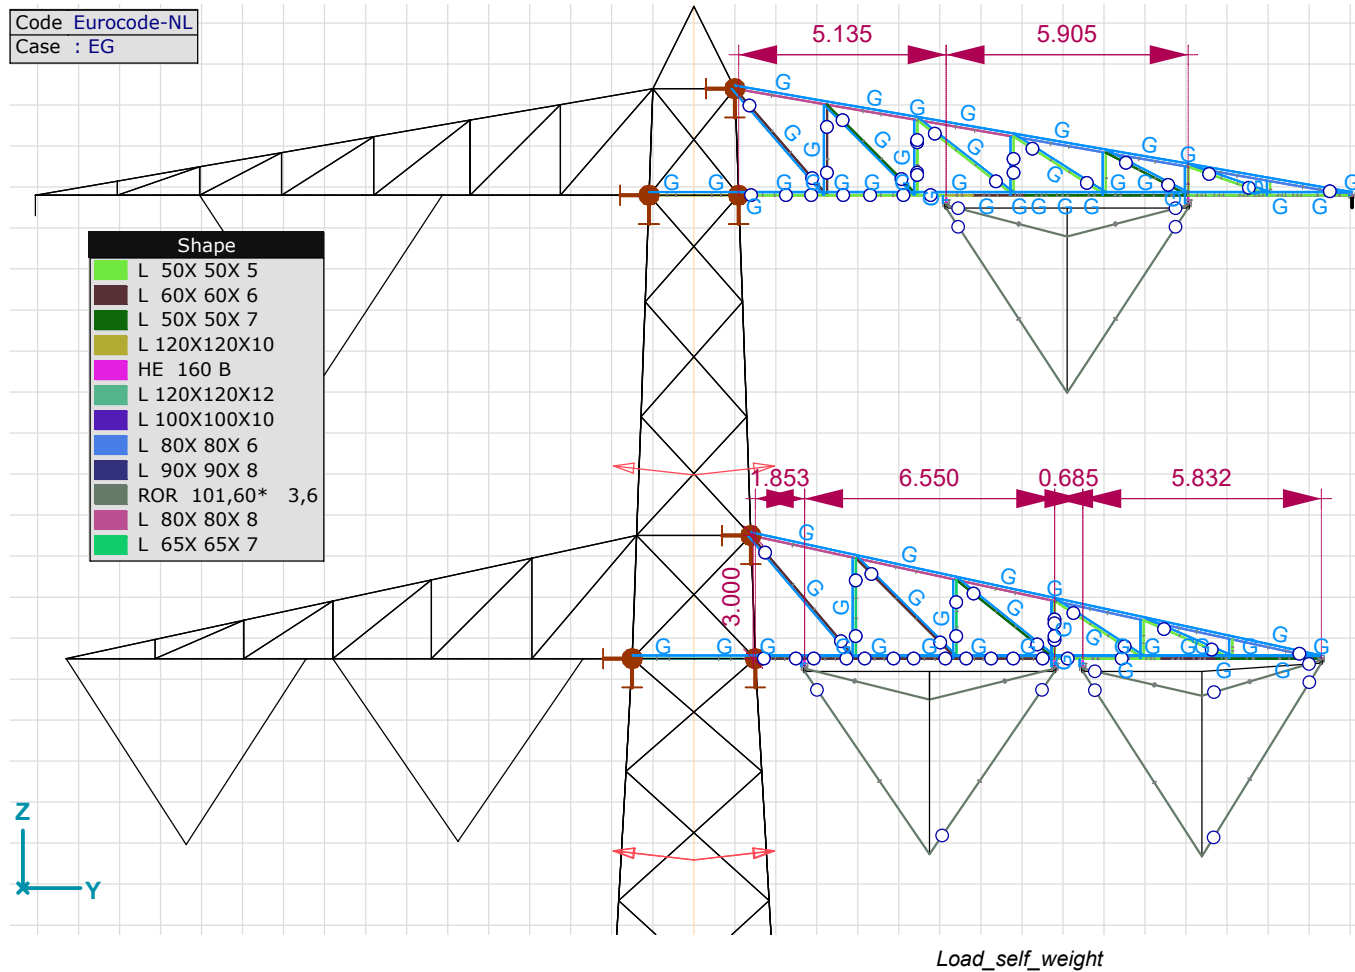 Code Eurocode-NL
Case : EG
5.135
5.905
G G G G G G G
G G G G G G
G G G G G G G G G G G G G
Shape
L 50X 50X 5
L 60X 60X 6
L 50X 50X 7
L 120X120X10
HE 160 B
L 120X120X12
L 100X100X10
L 80X 80X 6
L 90X 90X 8
ROR 101,60* 3,6
L 80X 80X 8
L 65X 65X 7
1.853
6.550
0.685
5.832
3.000
G G G G G G
G G G G G G
G G G G G G G G G G G G
Z
Y
Load_self_weight